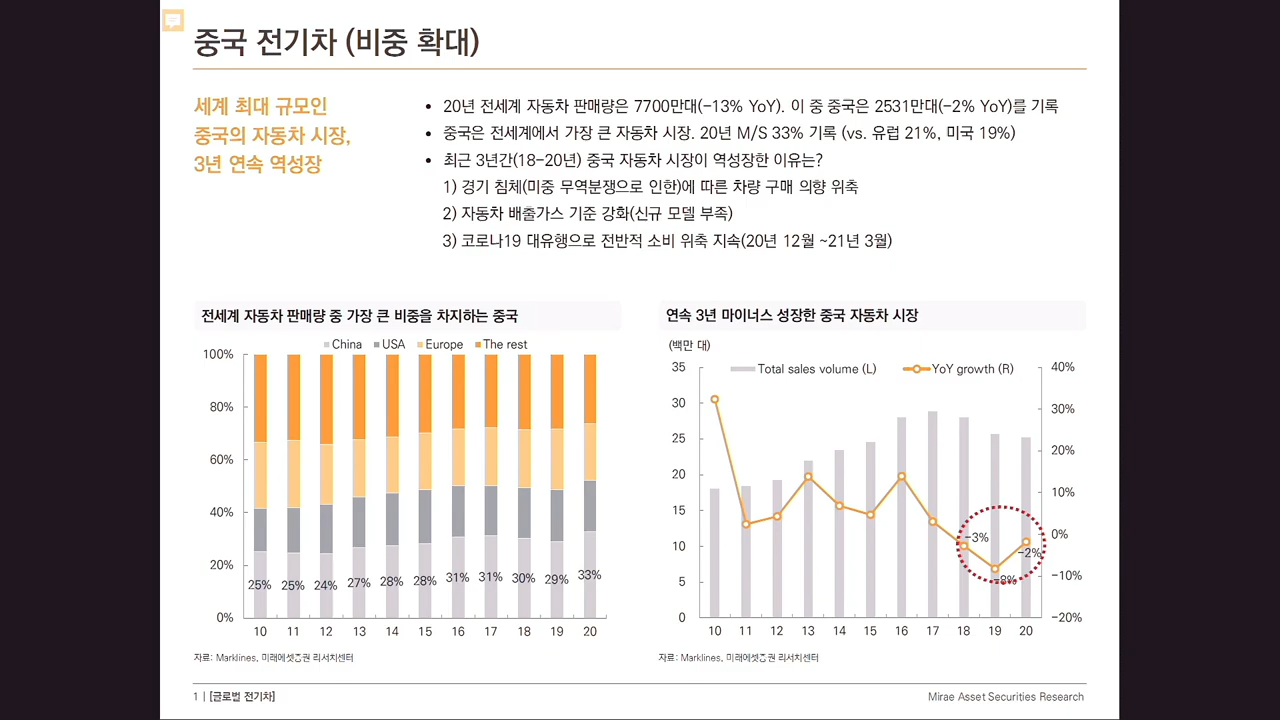 중국 전기차 (비중 확대)
세계 최대 규모인
중국의 자동차 시장,
3년 연속 역성장
• 20년 전세계 자동차 판매량은 7700만대(-13% YoY). 이 중 중국은 2531만대(-2% YoY)를 기록
• 중국은 전세계에서 가장 큰 자동차 시장. 20년 M/S 33% 기록 (vs. 유럽 21%, 미국 19%)
• 최근 3년간(18-20년) 중국 자동차 시장이 역성장한 이유는?
1) 경기 침체(미중 무역분쟁으로 인한)에 따른 차량 구매 의향 위축
2) 자동차 배출가스 기준 강화(신규 모델 부족)
3) 코로나19 대유행으로 전반적 소비 위축 지속(20년 12월 ~21년 3월)
전세계 자동차 판매량 중 가장 큰 비중을 차지하는 중국
China USA Europe The rest
100%
80%
60%
40%
20%
0%
25% 25% 24% 27% 28% 28% 31% 31% 30% 29% 33%
10 11 12 13 14 15 16 17 18 19 20
자료: Marklines, 미래에셋증권 리서치센터
연속 3년 마이너스 성장한 중국 자동차 시장
(백만 대)
Total sales volume (L) YoY growth (R)
35
30
25
20
15
10
5
0
40%
30%
20%
10%
0%
-10%
-20%
-3%
-2%
-8%
10 11 12 13 14 15 16 17 18 19 20
자료: Marklines, 미래에셋증권 리서치센터
1 | [글로벌 전기차]
Mirae Asset Securities Research